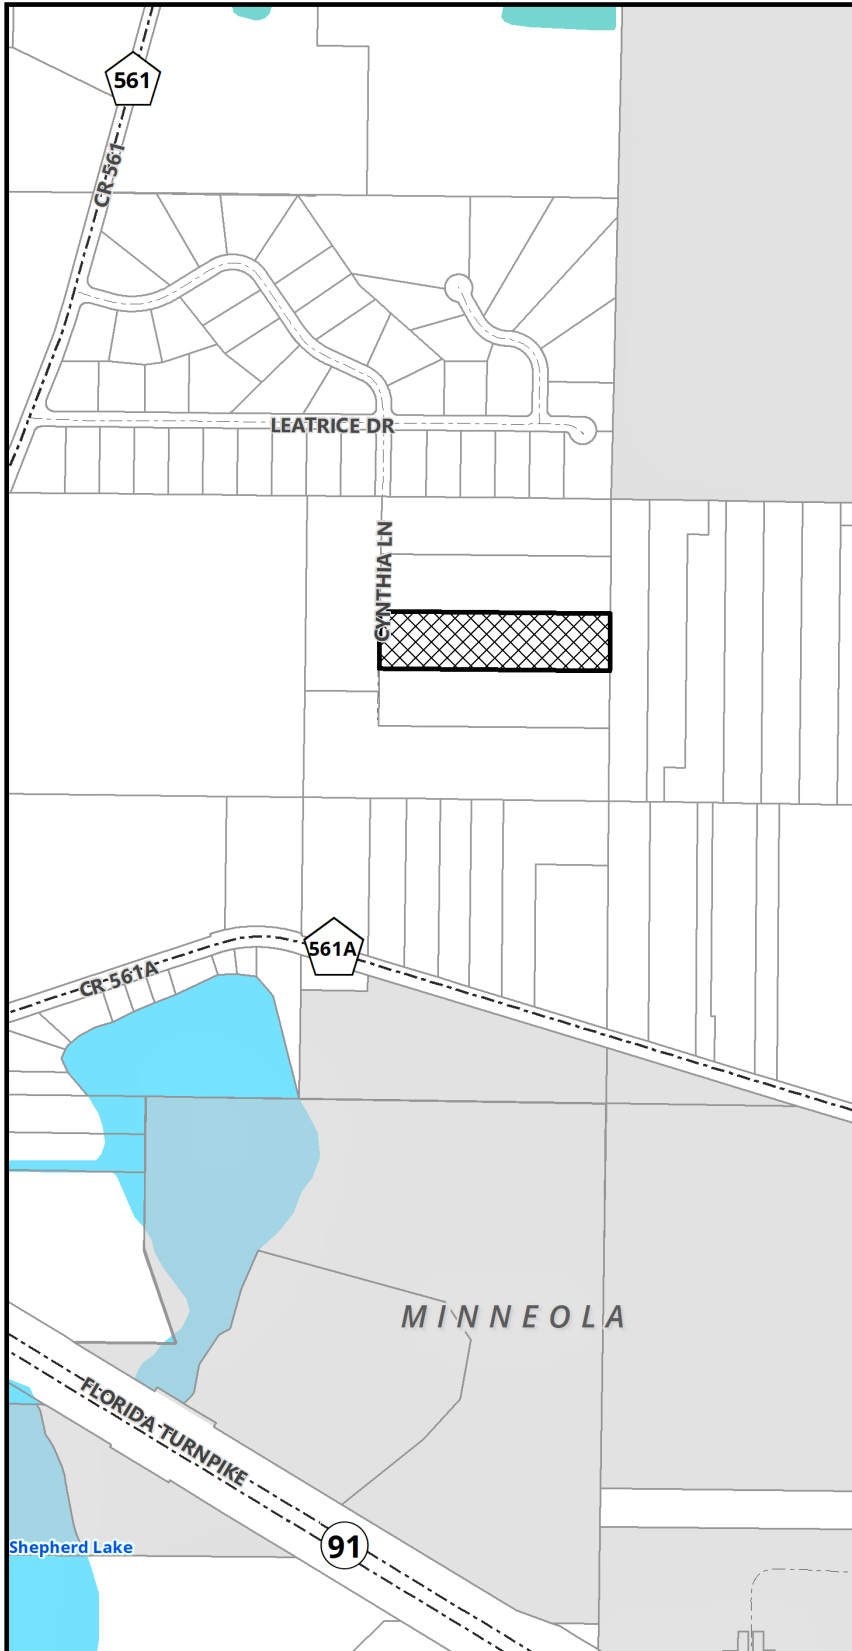 561
CR 561
LEATRICE DR
CYNTHIA LN
561A
CR 561A
MINNEOLA
FLORIDA TURNPIKE
91
Shepherd Lake